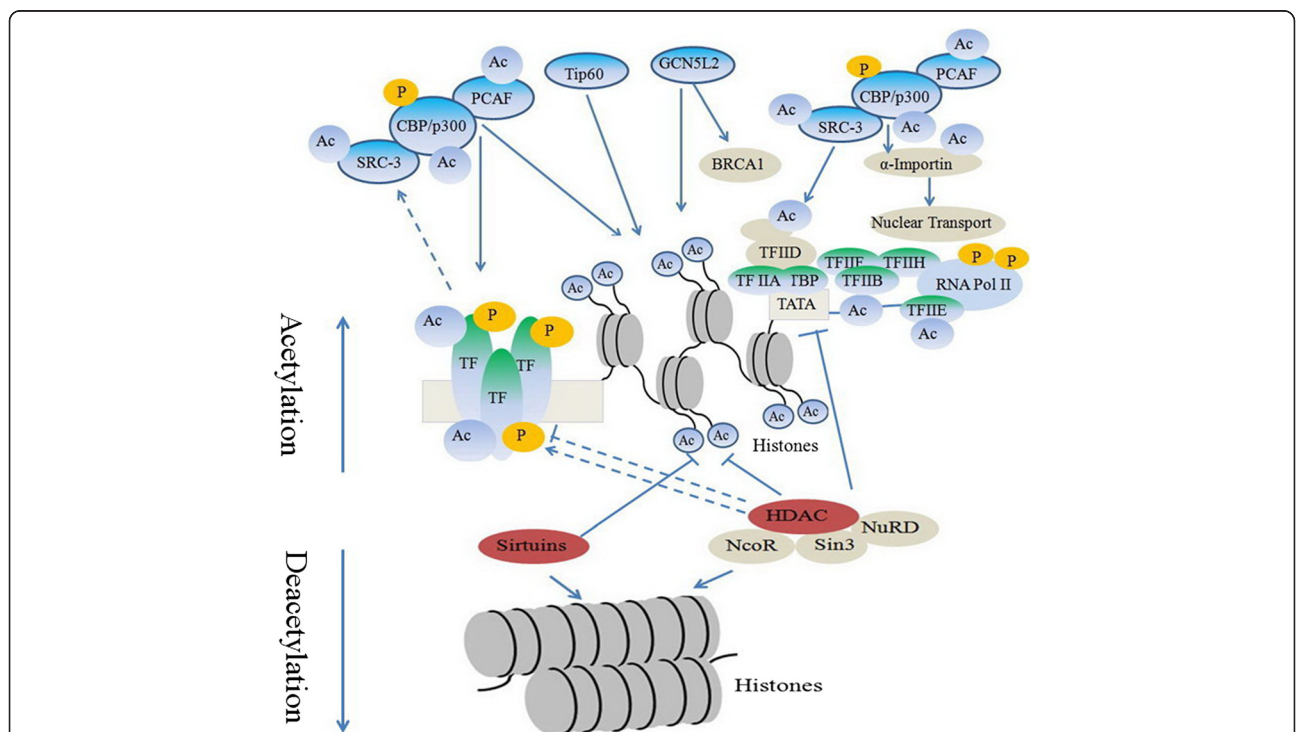 Ac
PCAF
P
CBP/p300
Ac
SRC-3
Ac
Tip60
GCN5L2
BRCA1
Ac
PCAF
P
CBP/p300
Ac
SRC-3
Ac
Ac
α-Importin
Nuclear Transport
Ac
TFIID
TFIIA
TBP
TATA
TFIIF
TFIIH
TFIIB
P
P
RNA Pol II
Ac
TFIIE
Ac
Ac
Ac
Ac
Ac
Ac
Ac
Ac
Ac
Histones
Acetylation
Ac
P
P
TF
TF
TF
Ac
P
HDAC
NuRD
NcoR
Sin3
Sirtuins
Deacetylation
Histones